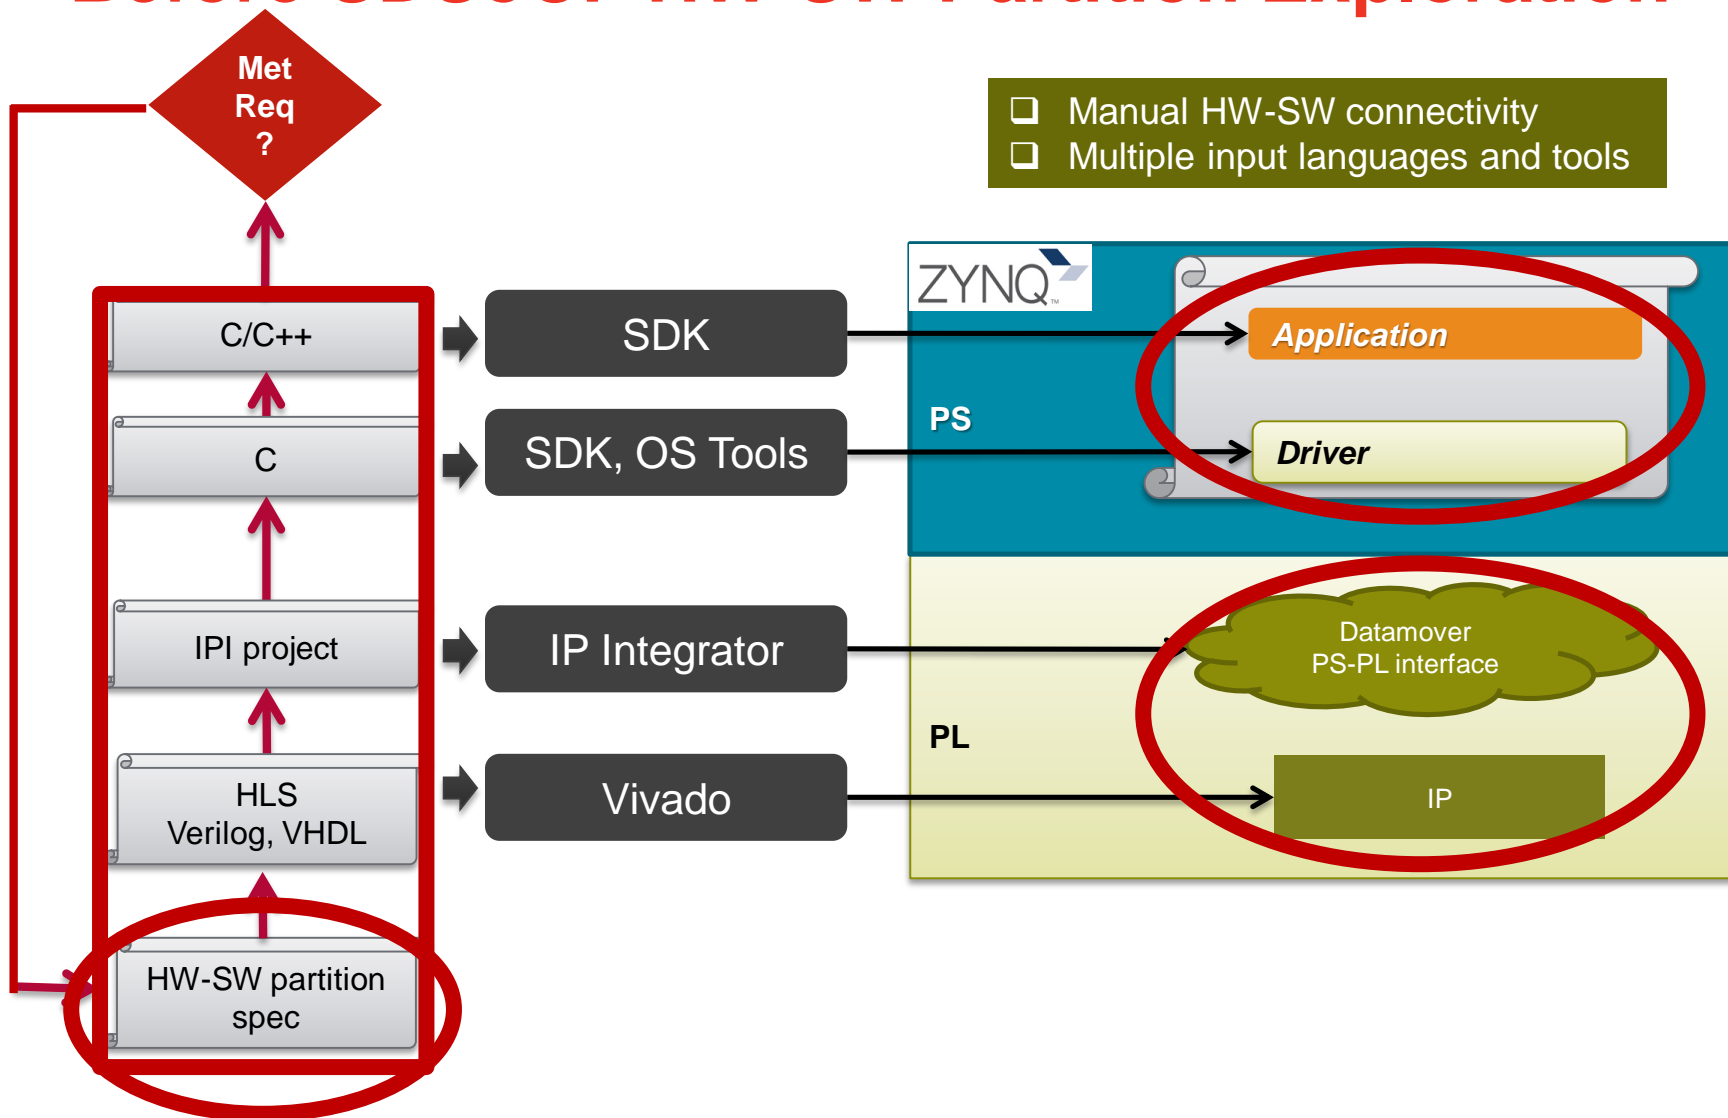 Met
Req
?
❑ Manual HW-SW connectivity
❑ Multiple input languages and tools
ZYNQ™
C/C++
SDK
Application
PS
C
SDK, OS Tools
Driver
IPI project
IP Integrator
Datamover
PS-PL interface
PL
HLS
Verilog, VHDL
Vivado
IP
HW-SW partition
spec